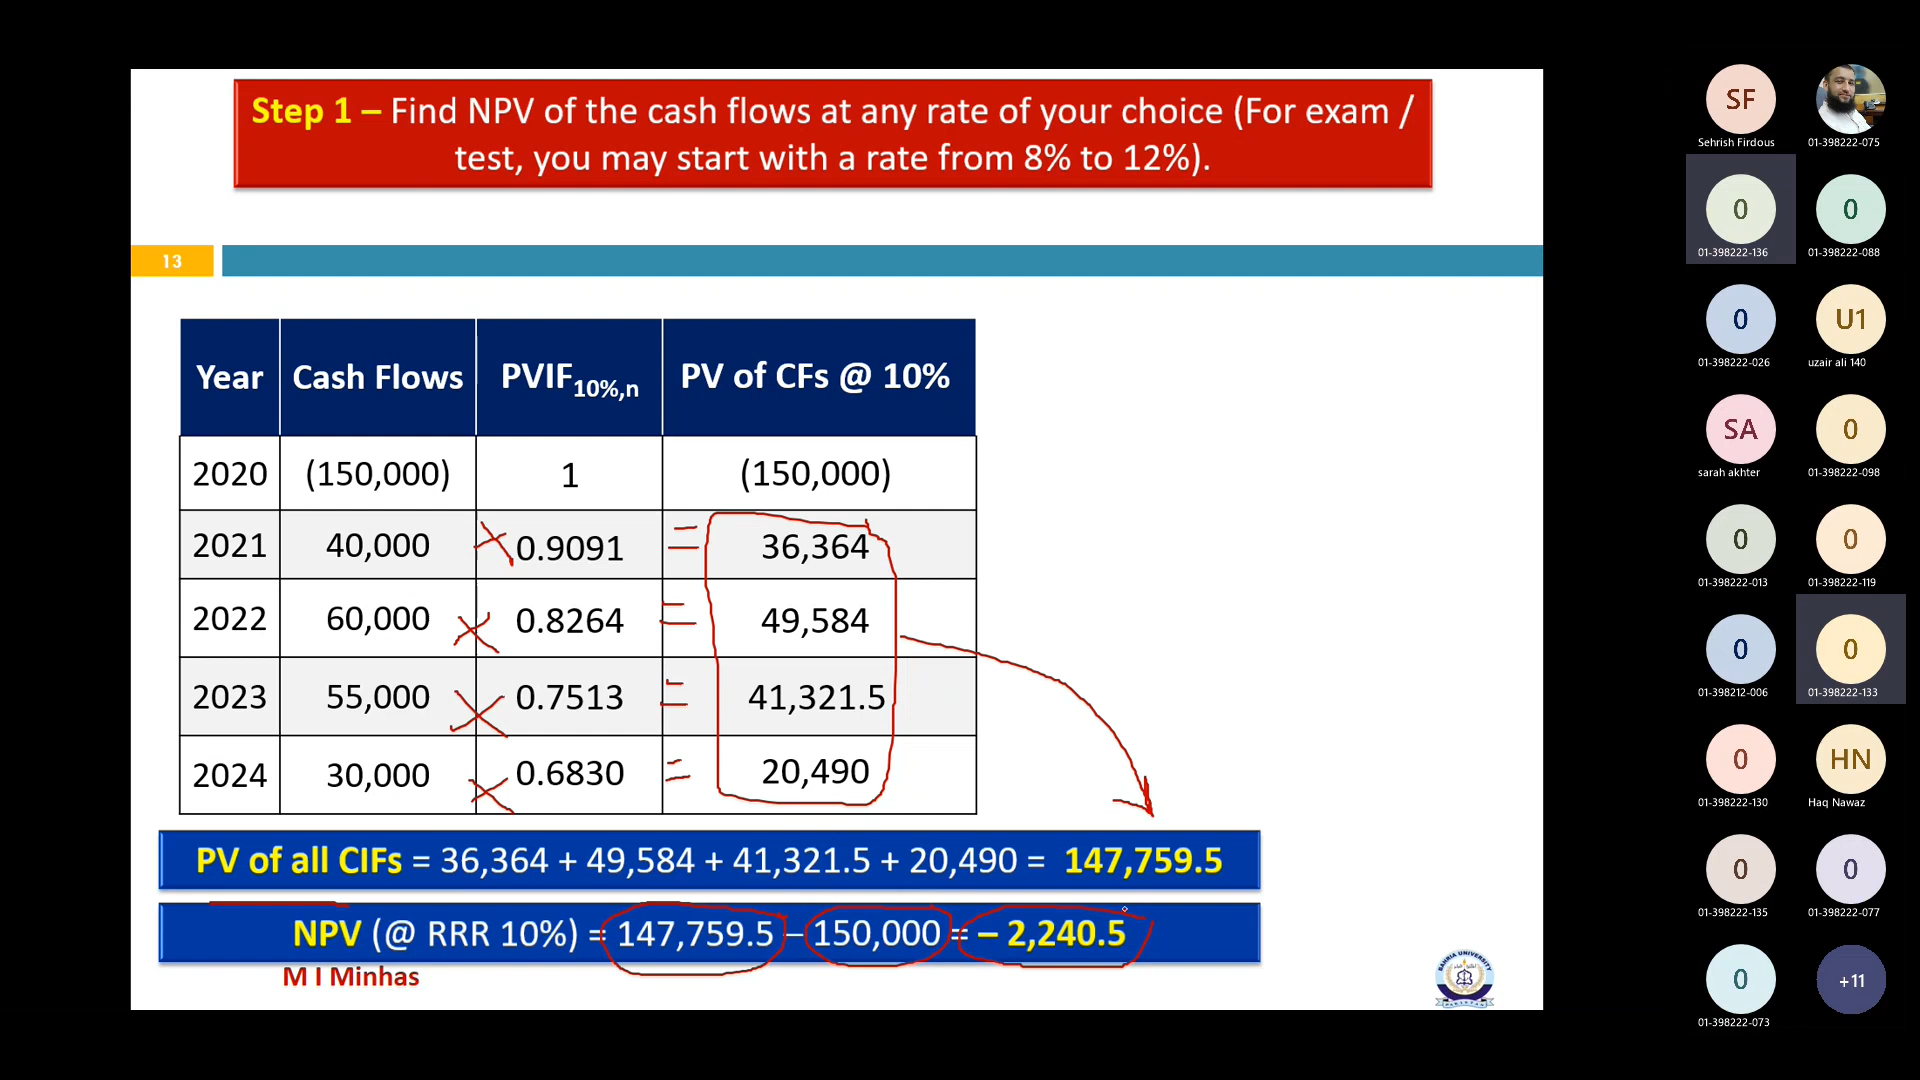 Step 1 – Find NPV of the cash flows at any rate of your choice (For exam /
test, you may start with a rate from 8% to 12%).
13
Year Cash Flows PVIF10%,n PV of CFs @ 10%
2020 (150,000) 1 (150,000)
2021 40,000 × 0.9091 = 36,364
2022 60,000 × 0.8264 = 49,584
2023 55,000 × 0.7513 = 41,321.5
2024 30,000 × 0.6830 = 20,490
PV of all CIFs = 36,364 + 49,584 + 41,321.5 + 20,490 = 147,759.5
NPV (@ RRR 10%) = 147,759.5 – 150,000 = – 2,240.5
M I Minhas
BAHRIA UNIVERSITY
PAKISTAN
SF
Sehrish Firdous 01-398222-075
0 0
01-398222-136 01-398222-088
0 U1
01-398222-026 uzair ali 140
SA 0
sarah akhter 01-398222-098
0 0
01-398222-013 01-398222-119
0 0
01-398212-006 01-398222-133
0 HN
01-398222-130 Haq Nawaz
0 0
01-398222-135 01-398222-077
0 +11
01-398222-073